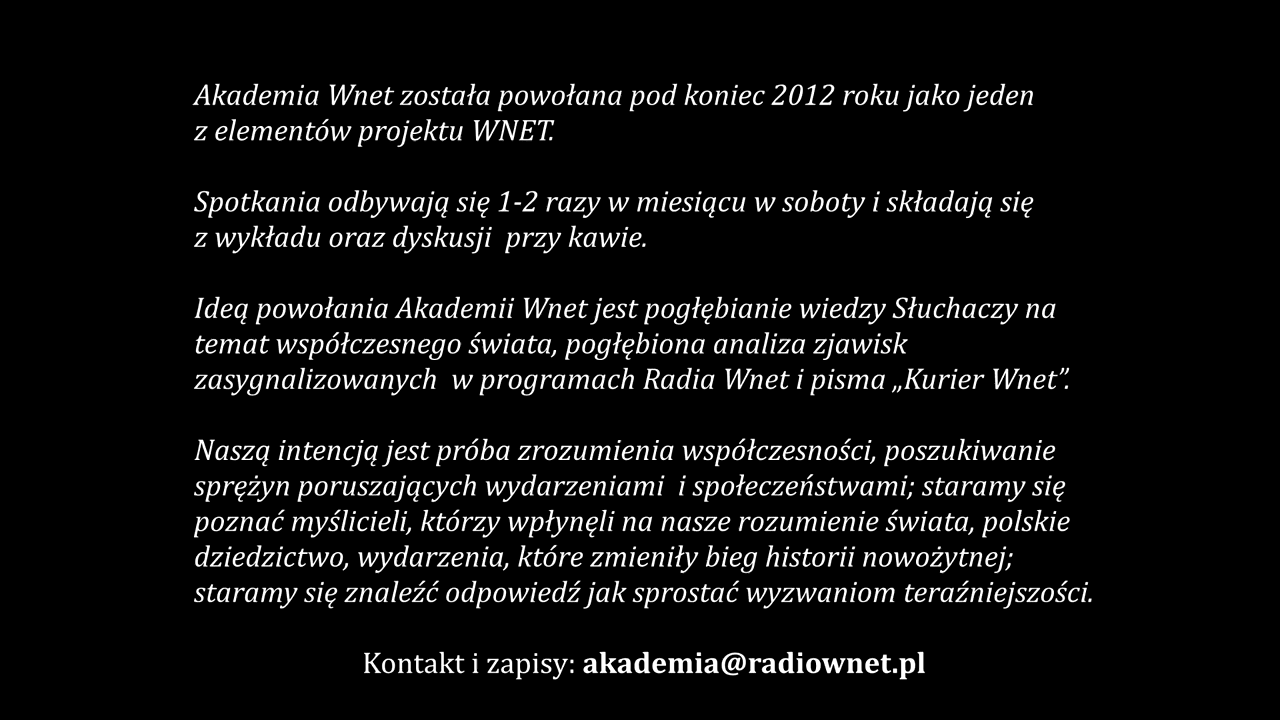 Akademia Wnet została powołana pod koniec 2012 roku jako jeden
z elementów projektu WNET.
Spotkania odbywają się 1-2 razy w miesiącu w soboty i składają się
z wykładu oraz dyskusji  przy kawie.
Ideą powołania Akademii Wnet jest pogłębianie wiedzy Słuchaczy na
temat współczesnego świata, pogłębiona analiza zjawisk
zasygnalizowanych  w programach Radia Wnet i pisma „Kurier Wnet”.
Naszą intencją jest próba zrozumienia współczesności, poszukiwanie
sprężyn poruszających wydarzeniami  i społeczeństwami; staramy się
poznać myślicieli, którzy wpłynęli na nasze rozumienie świata, polskie
dziedzictwo, wydarzenia, które zmieniły bieg historii nowożytnej;
staramy się znaleźć odpowiedź jak sprostać wyzwaniom teraźniejszości.
Kontakt i zapisy: akademia@radiownet.pl